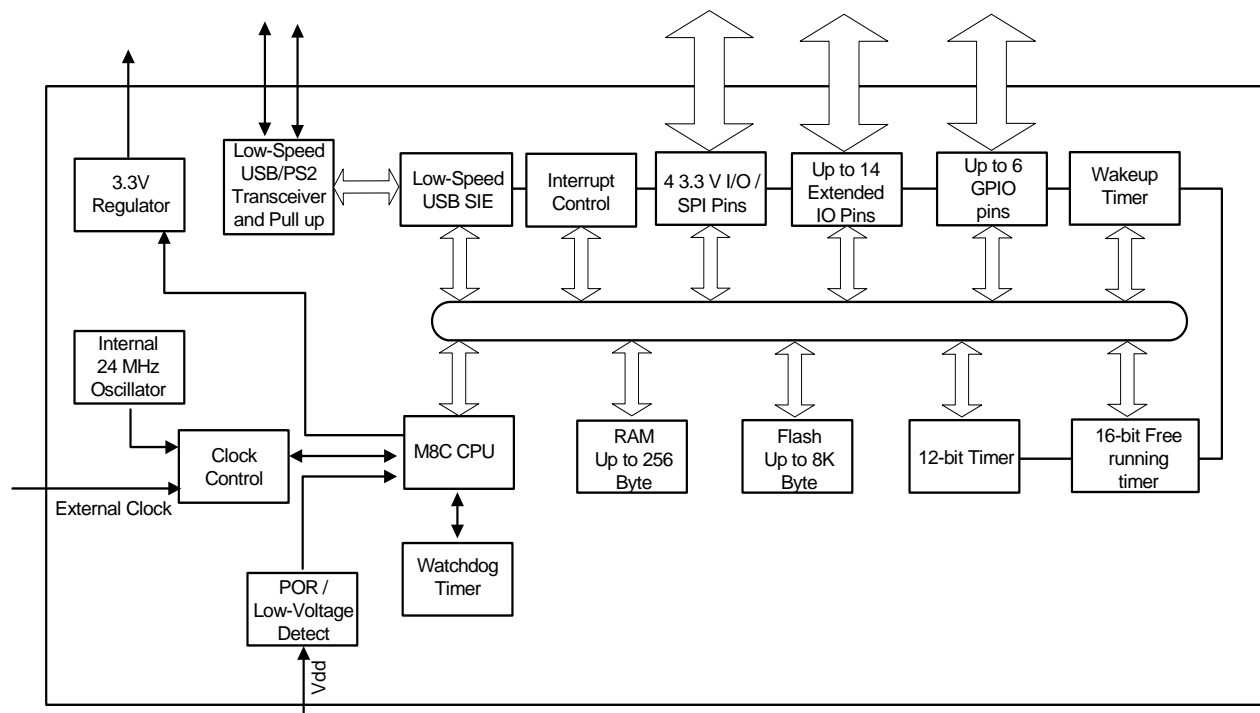 3.3V
Regulator
Low-Speed
USB/PS2
Transceiver
and Pull up
Low-Speed
USB SIE
Interrupt
Control
4 3.3 V I/O /
SPI Pins
Up to 14
Extended
IO Pins
Up to 6
GPIO
pins
Wakeup
Timer
Internal
24 MHz
Oscillator
Clock
Control
External Clock
M8C CPU
RAM
Up to 256
Byte
Flash
Up to 8K
Byte
12-bit Timer
16-bit Free
running
timer
Watchdog
Timer
POR /
Low-Voltage
Detect
Vdd